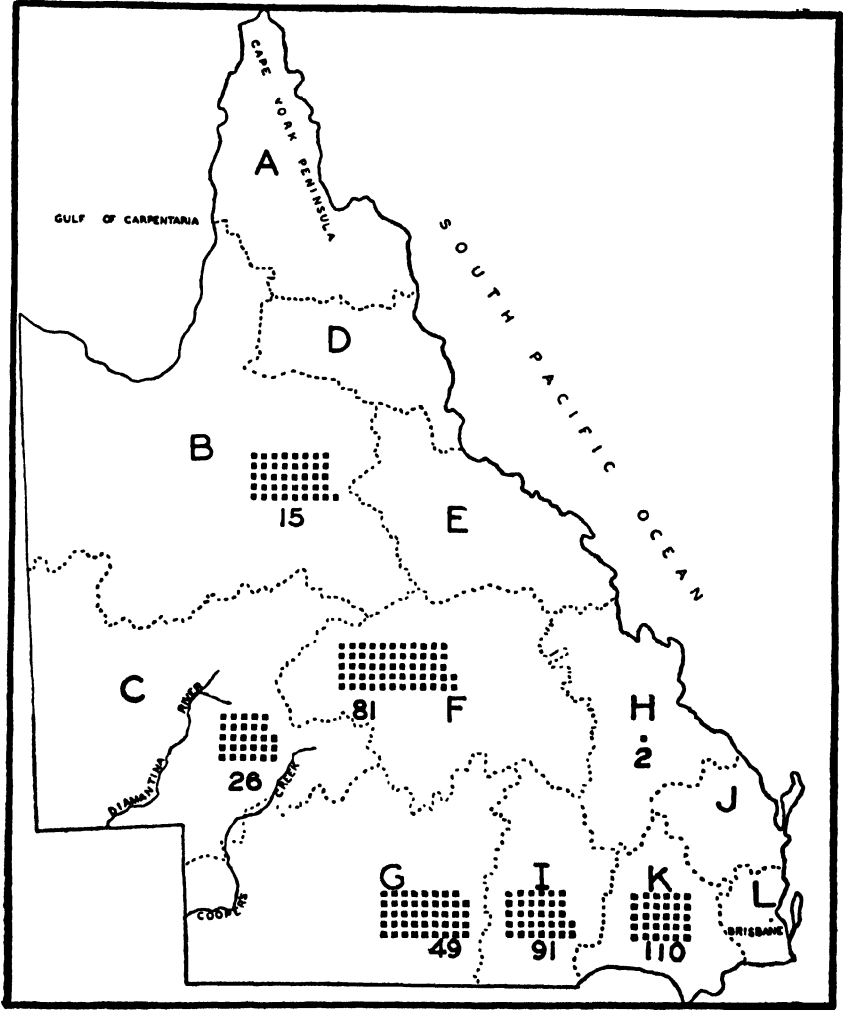 CAPE YORK PENINSULA
A
GULF OF CARPENTARIA
SOUTH PACIFIC OCEAN
D
B
15
E
C
RIVER
DIAMANTINA
81
F
26
CREEK
COOPERS
H
2
J
G
49
I
91
K
110
L
BRISBANE